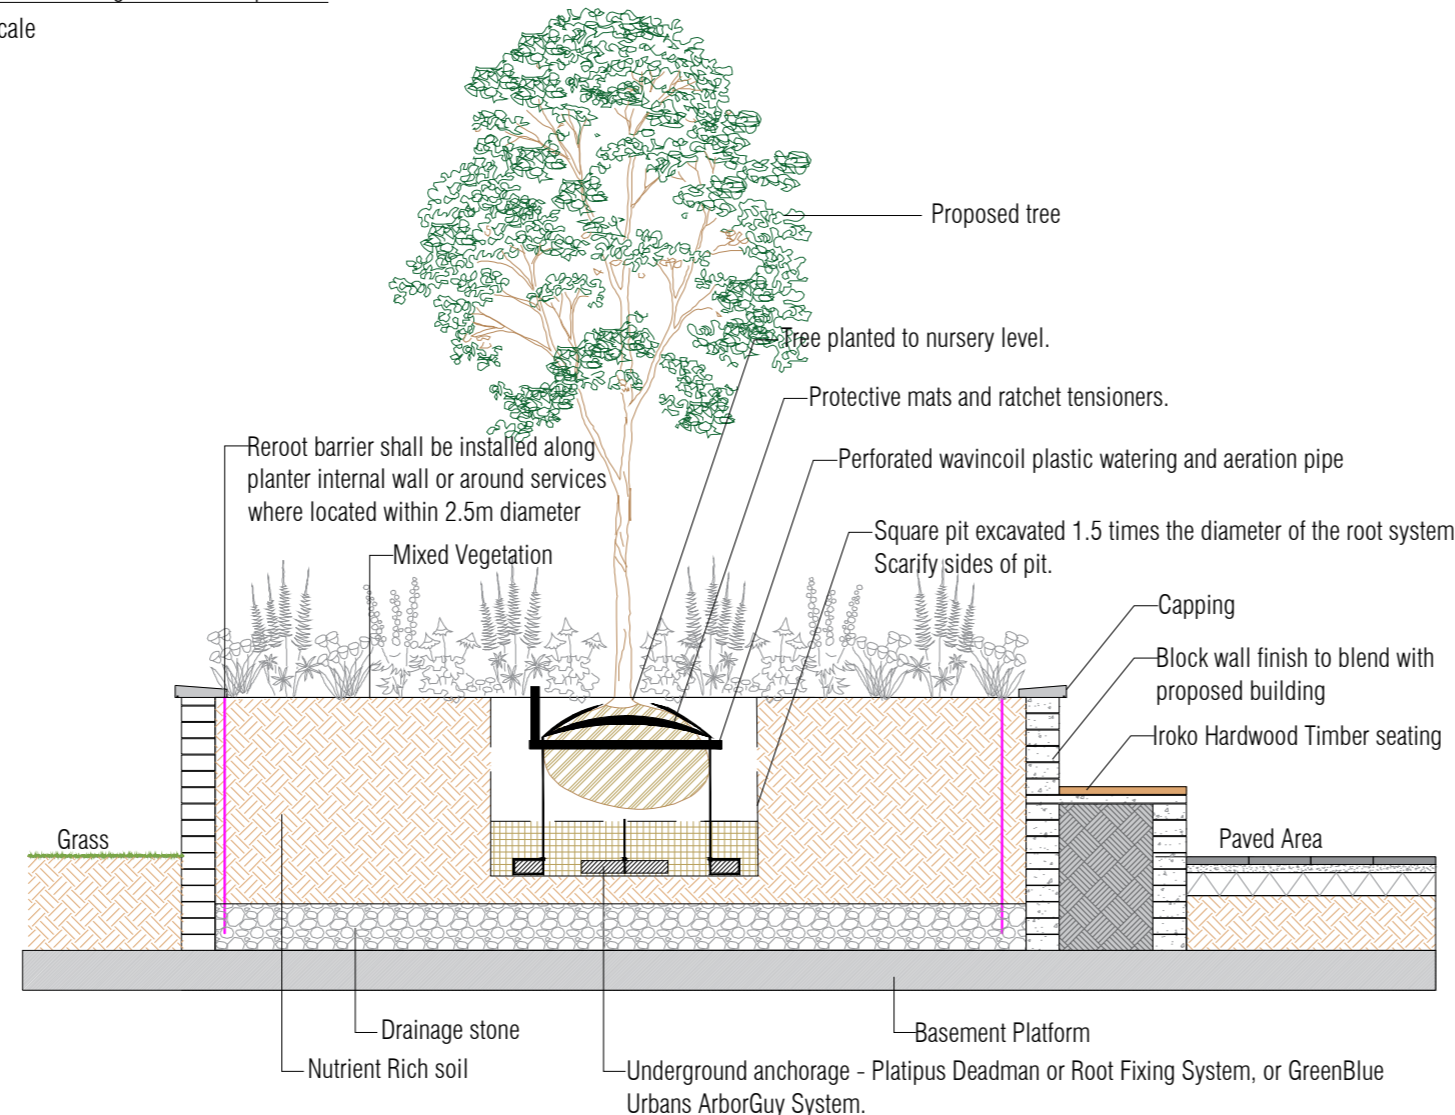 cale
Proposed tree
Tree planted to nursery level.
Protective mats and ratchet tensioners.
Reroot barrier shall be installed along
planter internal wall or around services
where located within 2.5m diameter
Perforated wavincoil plastic watering and aeration pipe
Square pit excavated 1.5 times the diameter of the root system
Scarify sides of pit.
Mixed Vegetation
Capping
Block wall finish to blend with
proposed building
Iroko Hardwood Timber seating
Grass
Paved Area
Drainage stone
Basement Platform
Nutrient Rich soil
Underground anchorage - Platipus Deadman or Root Fixing System, or GreenBlue
Urbans ArborGuy System.